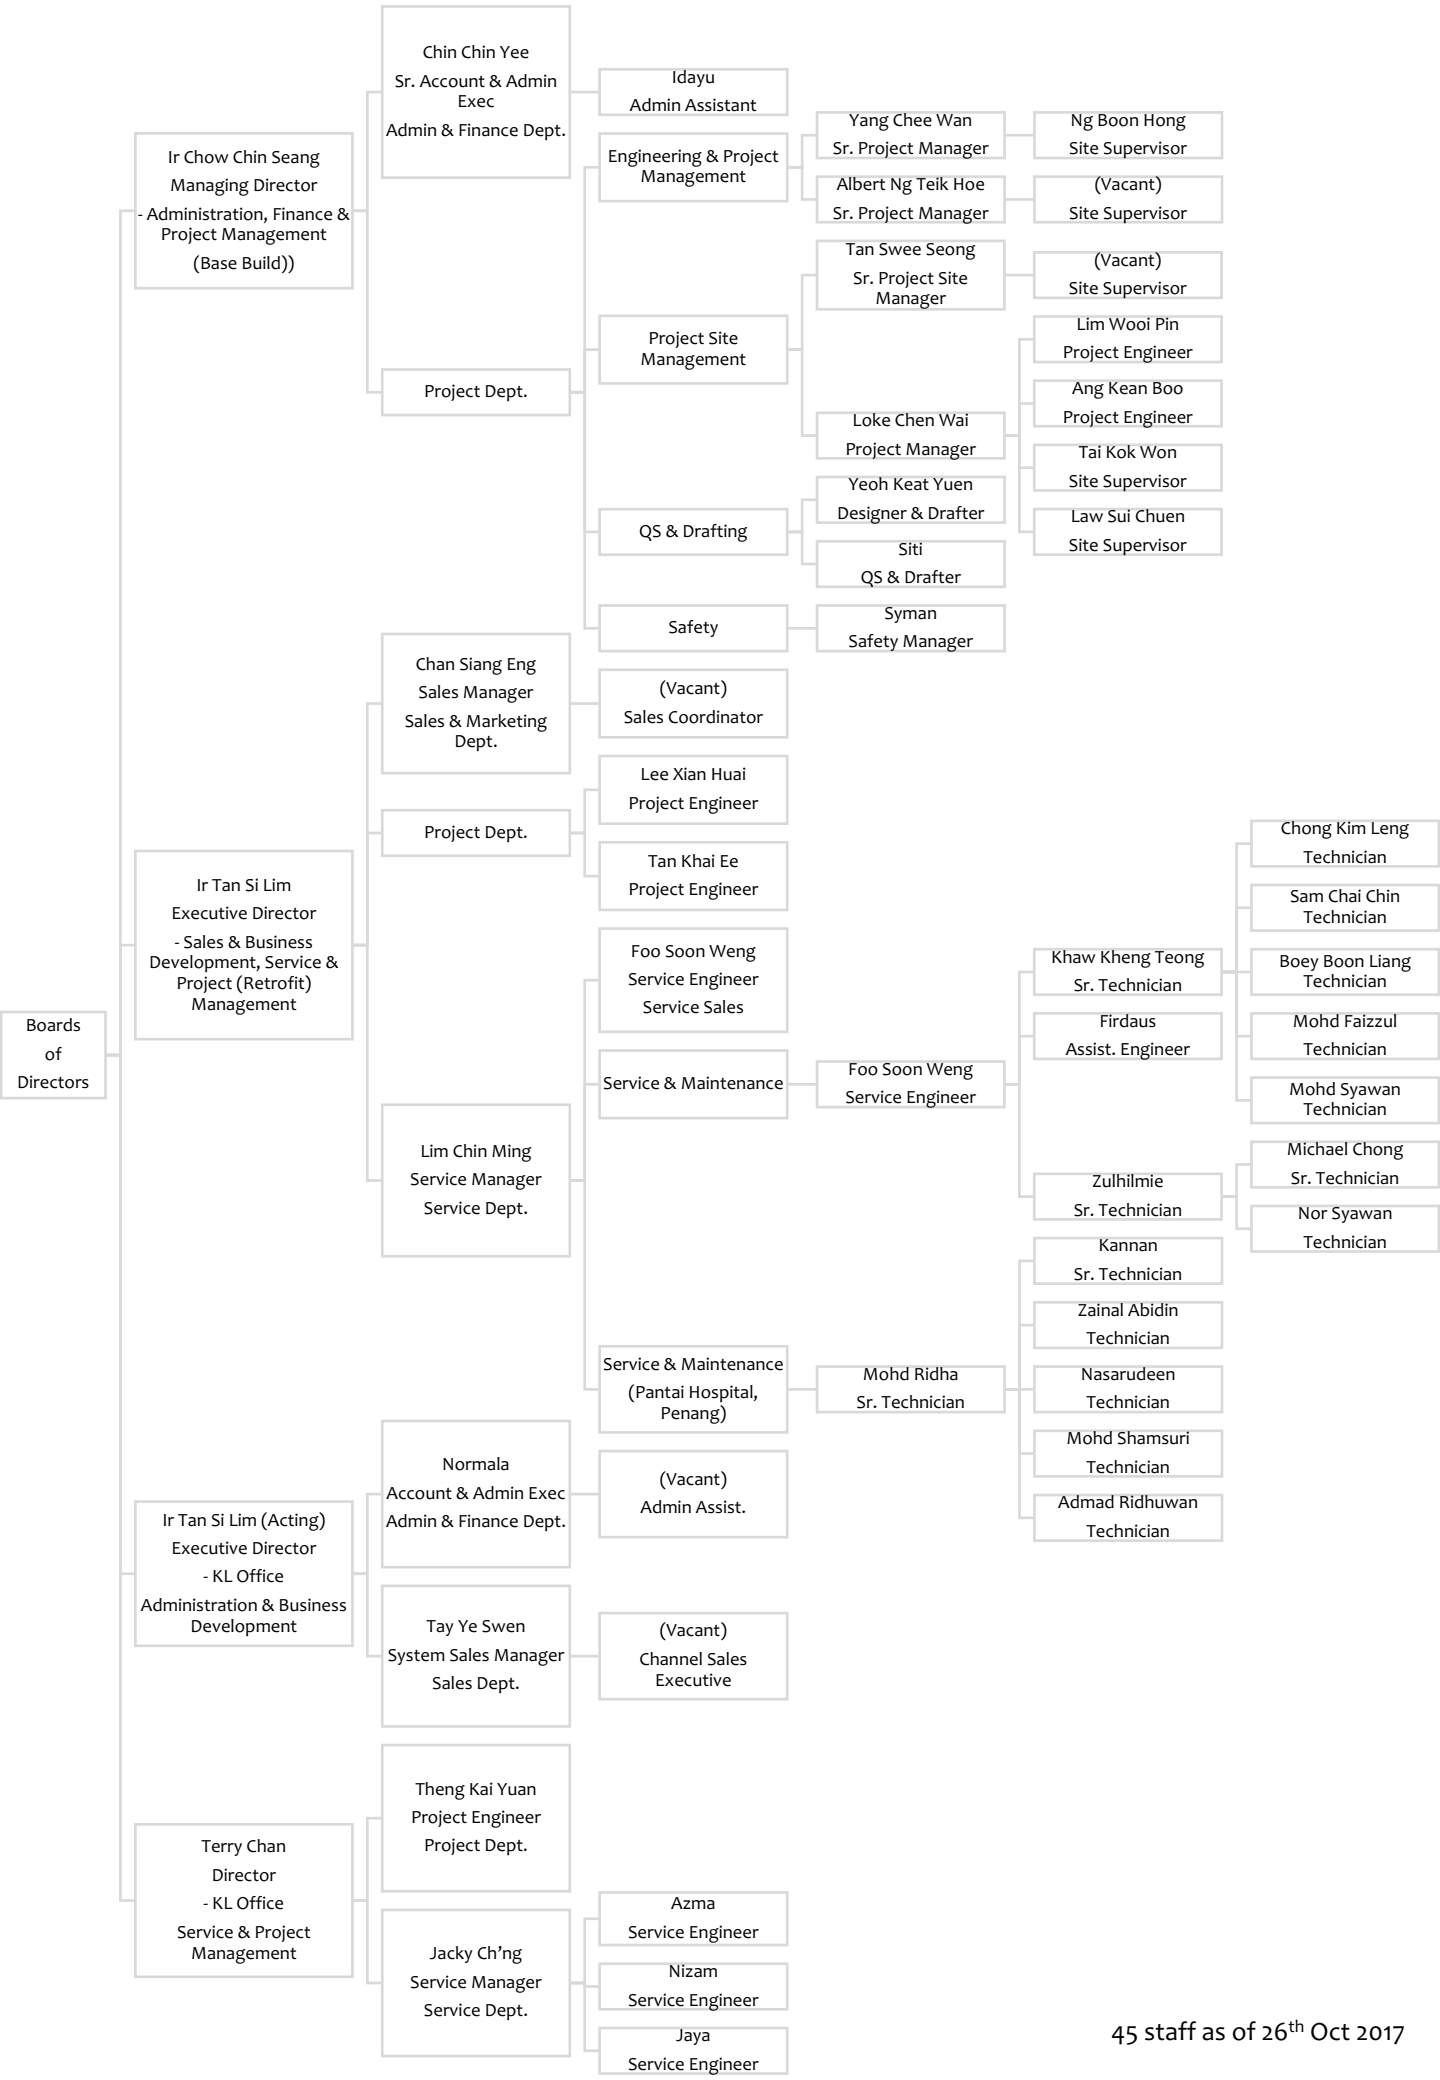 Boards
of
Directors
Ir Chow Chin Seang
Managing Director
- Administration, Finance &
Project Management
(Base Build))
Chin Chin Yee
Sr. Account & Admin
Exec
Admin & Finance Dept.
Idayu
Admin Assistant
Project Dept.
Engineering & Project
Management
Yang Chee Wan
Sr. Project Manager
Ng Boon Hong
Site Supervisor
Albert Ng Teik Hoe
Sr. Project Manager
(Vacant)
Site Supervisor
Project Site
Management
Tan Swee Seong
Sr. Project Site
Manager
(Vacant)
Site Supervisor
Loke Chen Wai
Project Manager
Lim Wooi Pin
Project Engineer
Ang Kean Boo
Project Engineer
Tai Kok Won
Site Supervisor
Law Sui Chuen
Site Supervisor
QS & Drafting
Yeoh Keat Yuen
Designer & Drafter
Siti
QS & Drafter
Safety
Syman
Safety Manager
Ir Tan Si Lim
Executive Director
- Sales & Business
Development, Service &
Project (Retrofit)
Management
Chan Siang Eng
Sales Manager
Sales & Marketing
Dept.
(Vacant)
Sales Coordinator
Project Dept.
Lee Xian Huai
Project Engineer
Tan Khai Ee
Project Engineer
Lim Chin Ming
Service Manager
Service Dept.
Foo Soon Weng
Service Engineer
Service Sales
Service & Maintenance
Foo Soon Weng
Service Engineer
Khaw Kheng Teong
Sr. Technician
Chong Kim Leng
Technician
Sam Chai Chin
Technician
Boey Boon Liang
Technician
Mohd Faizzul
Technician
Mohd Syawan
Technician
Firdaus
Assist. Engineer
Zulhilmie
Sr. Technician
Michael Chong
Sr. Technician
Nor Syawan
Technician
Service & Maintenance
(Pantai Hospital,
Penang)
Mohd Ridha
Sr. Technician
Kannan
Sr. Technician
Zainal Abidin
Technician
Nasarudeen
Technician
Mohd Shamsuri
Technician
Admad Ridhuwan
Technician
Ir Tan Si Lim (Acting)
Executive Director
- KL Office
Administration & Business
Development
Normala
Account & Admin Exec
Admin & Finance Dept.
(Vacant)
Admin Assist.
Tay Ye Swen
System Sales Manager
Sales Dept.
(Vacant)
Channel Sales
Executive
Terry Chan
Director
- KL Office
Service & Project
Management
Theng Kai Yuan
Project Engineer
Project Dept.
Jacky Ch’ng
Service Manager
Service Dept.
Azma
Service Engineer
Nizam
Service Engineer
Jaya
Service Engineer
45 staff as of 26th Oct 2017